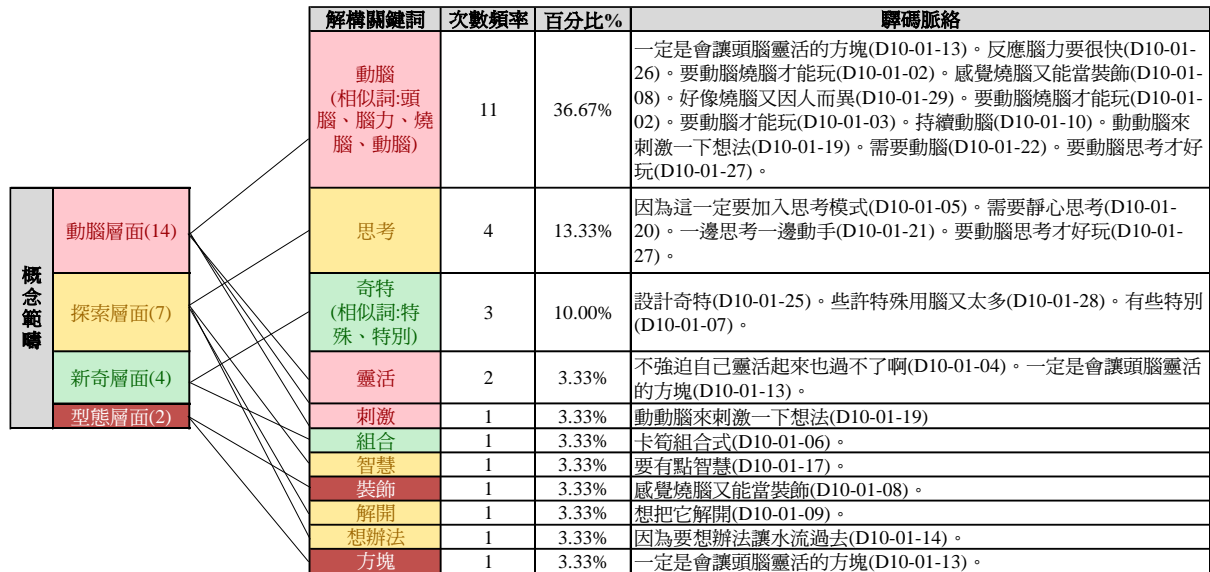 解構關鍵詞 次數頻率 百分比% 驛碼脈絡
動腦
(相似詞:頭
腦、腦力、燒
腦、動腦)
11
36.67%
一定是會讓頭腦靈活的方塊(D10-01-13)。反應腦力要很快(D10-01-
26)。要動腦燒腦才能玩(D10-01-02)。感覺燒腦又能當裝飾(D10-01-
08)。好像燒腦又因人而異(D10-01-29)。要動腦燒腦才能玩(D10-01-
02)。要動腦才能玩(D10-01-03)。持續動腦(D10-01-10)。動動腦來
刺激一下想法(D10-01-19)。需要動腦(D10-01-22)。要動腦思考才好
玩(D10-01-27)。
思考
4
13.33%
因為這一定要加入思考模式(D10-01-05)。需要靜心思考(D10-01-
20)。一邊思考一邊動手(D10-01-21)。要動腦思考才好玩(D10-01-
27)。
奇特
(相似詞:特
殊、特別)
3
10.00%
設計奇特(D10-01-25)。些許特殊用腦又太多(D10-01-28)。有些特別
(D10-01-07)。
靈活
2
3.33%
不強迫自己靈活起來也過不了啊(D10-01-04)。一定是會讓頭腦靈活
的方塊(D10-01-13)。
刺激 1 3.33% 動動腦來刺激一下想法(D10-01-19)
組合 1 3.33% 卡筍組合式(D10-01-06)。
智慧 1 3.33% 要有點智慧(D10-01-17)。
裝飾 1 3.33% 感覺燒腦又能當裝飾(D10-01-08)。
解開 1 3.33% 想把它解開(D10-01-09)。
想辦法 1 3.33% 因為要想辦法讓水流過去(D10-01-14)。
方塊 1 3.33% 一定是會讓頭腦靈活的方塊(D10-01-13)。
概念範疇
動腦層面(14)
探索層面(7)
新奇層面(4)
型態層面(2)